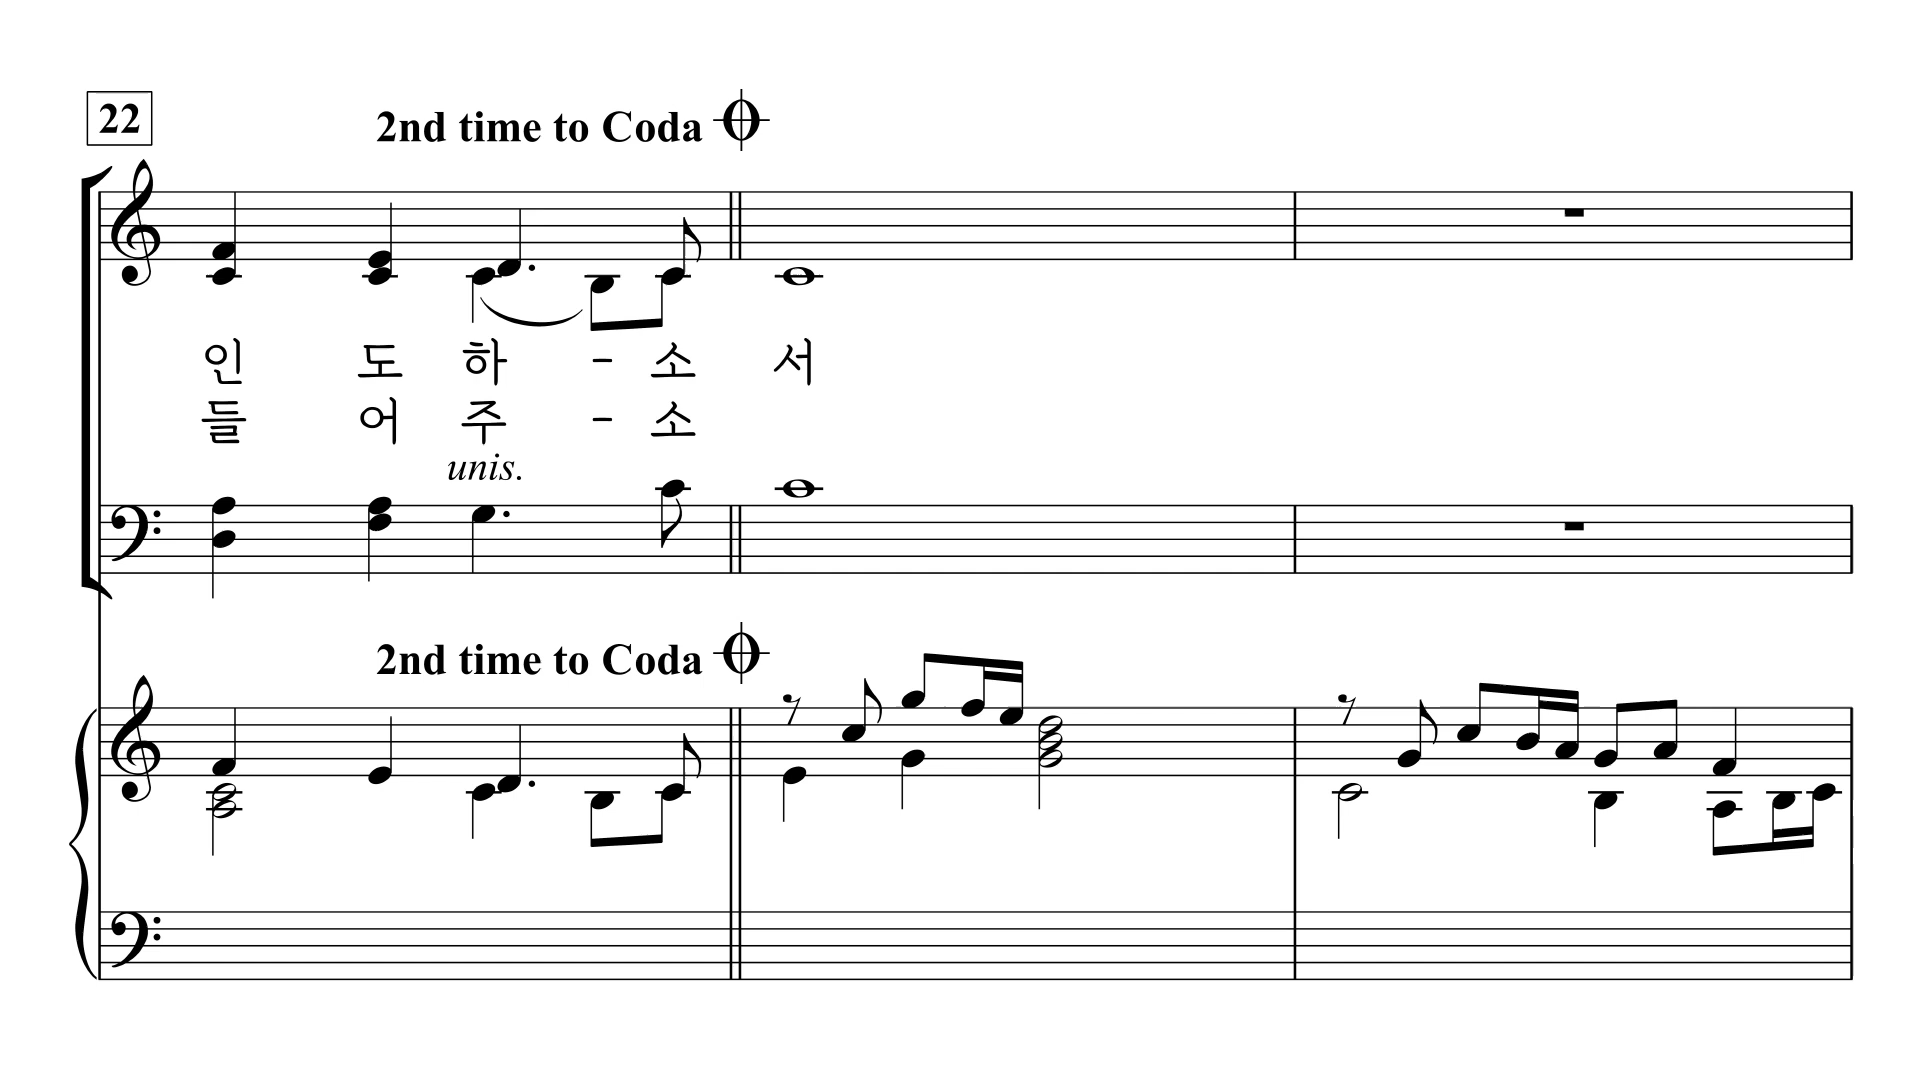 22
2nd time to Coda
인 도 하 - 소 서
들 어 주 - 소
unis.
2nd time to Coda